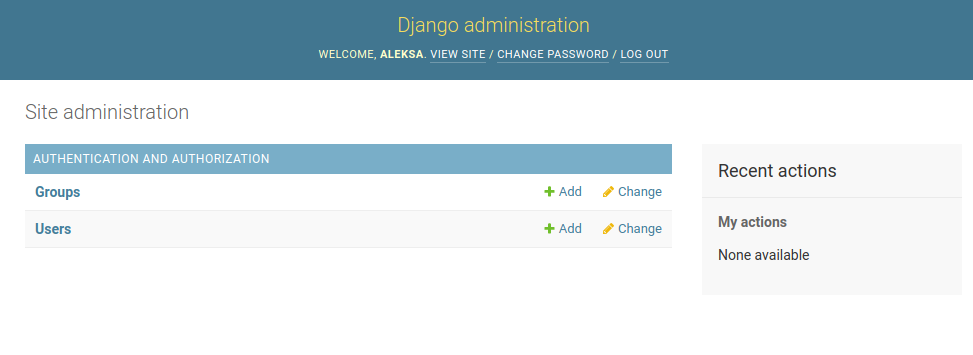 Django administration
WELCOME, ALEKSA. VIEW SITE / CHANGE PASSWORD / LOG OUT
Site administration
AUTHENTICATION AND AUTHORIZATION
Groups Add Change
Users Add Change
Recent actions
My actions
None available